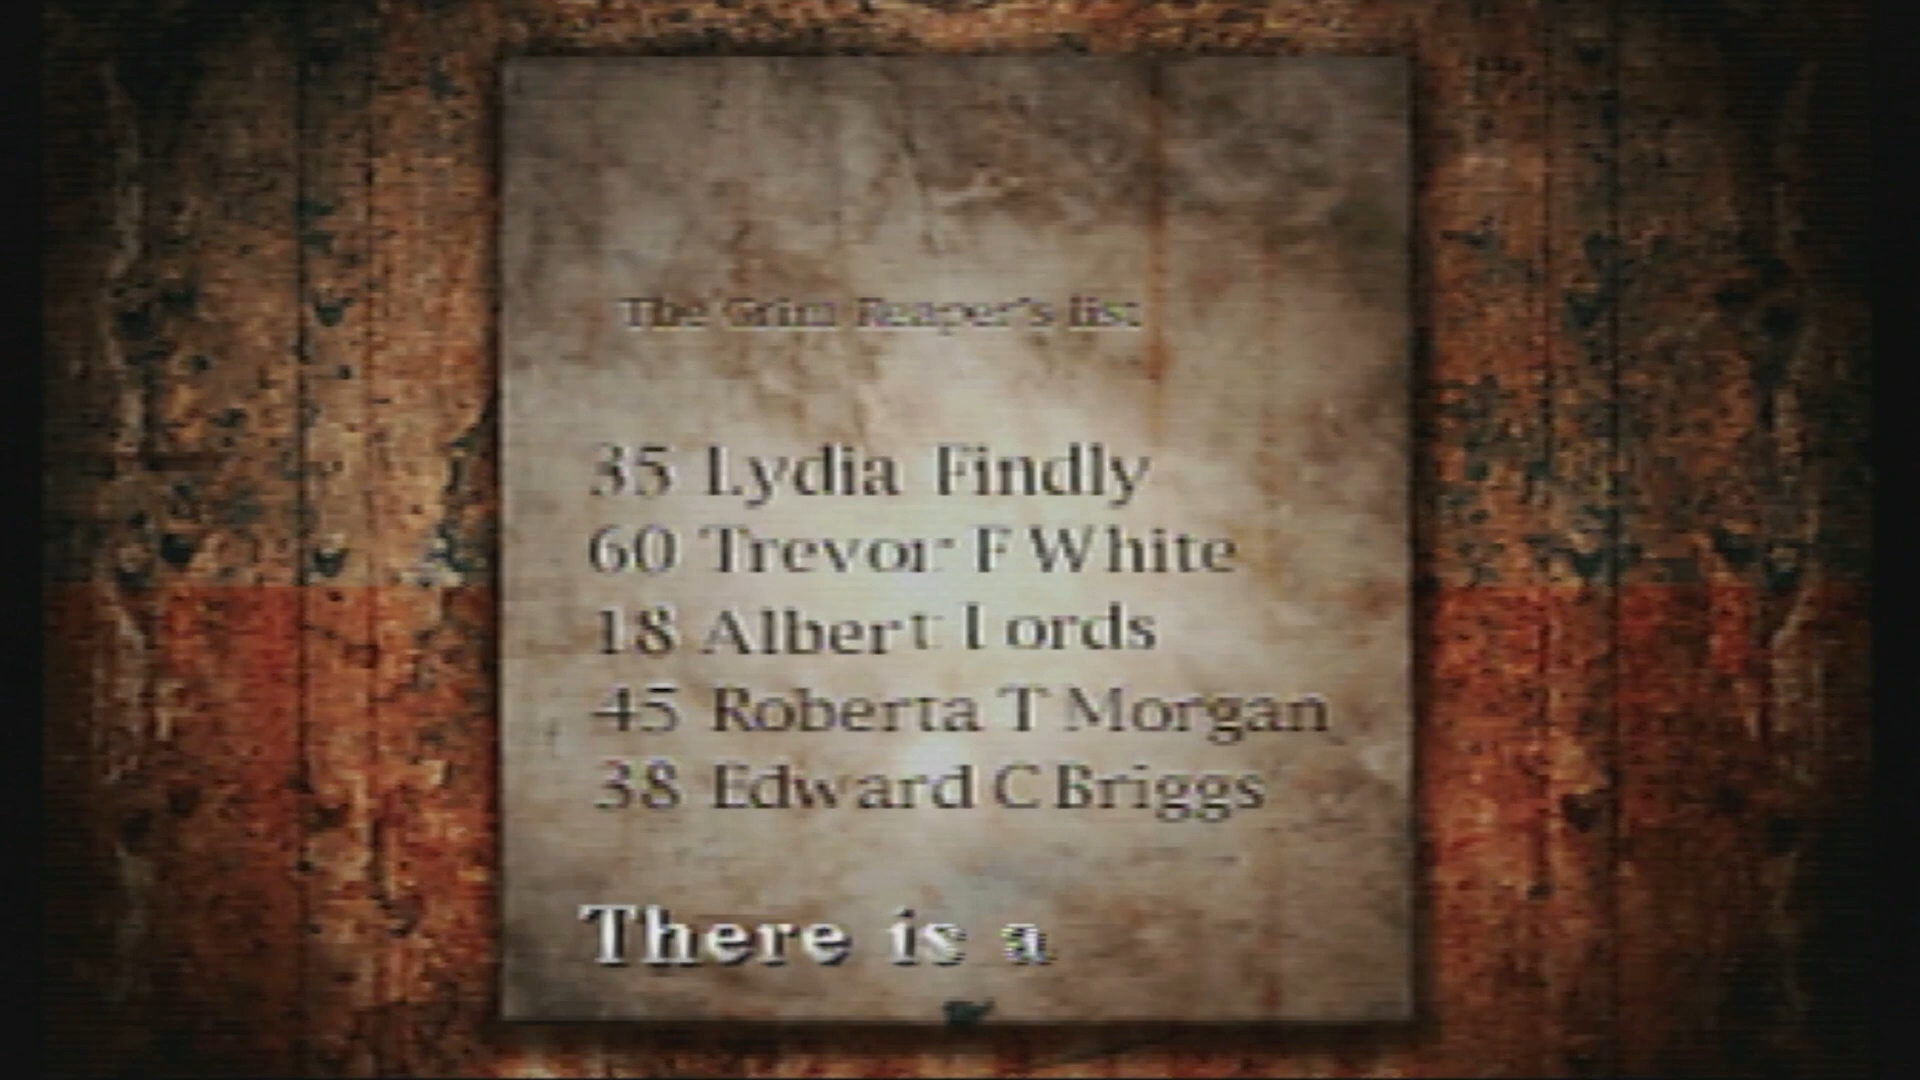 The Grim Reaper's list
35 Lydia Findly
60 Trevor F White
18 Albert Lords
45 Roberta T Morgan
38 Edward C Briggs
There is a